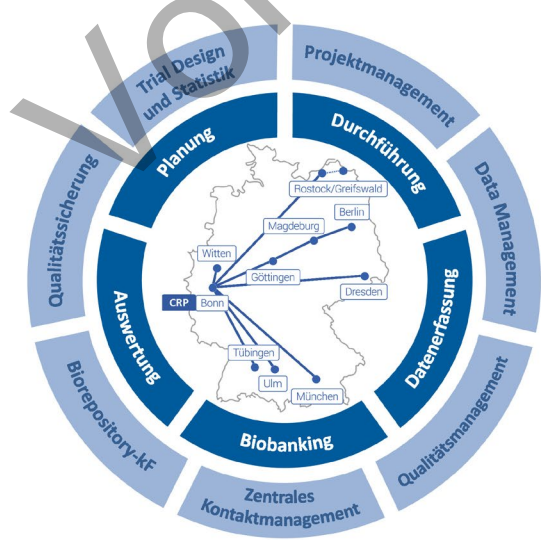 Vor
Trial Design
und Statistik
Projektmanagement
Data Management
Qualitätsmanagement
Zentrales
Kontaktmanagement
Biorepository-kF
Qualitätssicherung
Planung
Durchführung
Datenerfassung
Biobanking
Auswertung
Rostock/Greifswald
Berlin
Magdeburg
Witten
Göttingen
Dresden
CRP
Bonn
Tübingen
Ulm
München